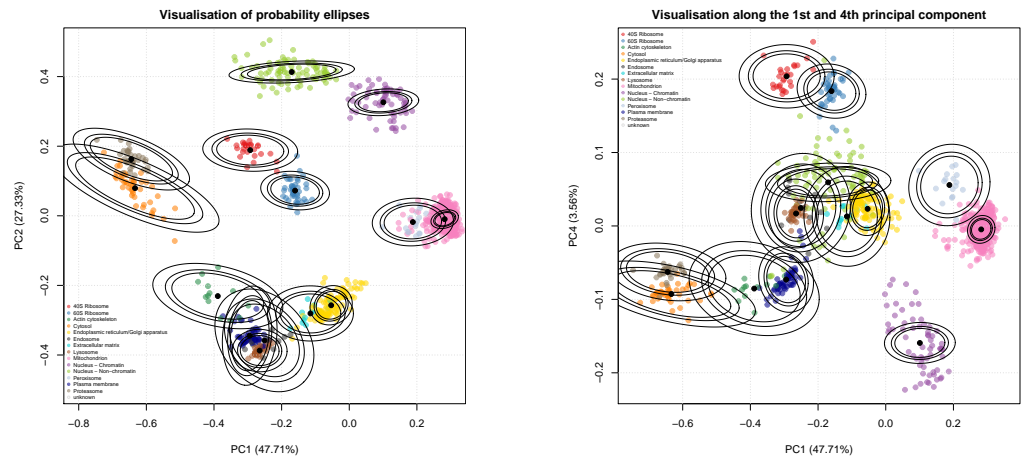 Visualisation of probability ellipses
PC2 (27.33%)
0.4
0.2
0.0
−0.2
−0.4
40S Ribosome
60S Ribosome
Actin cytoskeleton
Cytosol
Endoplasmic reticulum/Golgi apparatus
Endosome
Extracellular matrix
Lysosome
Mitochondrion
Nucleus − Chromatin
Nucleus − Non−chromatin
Peroxisome
Plasma membrane
Proteasome
unknown
−0.8 −0.6 −0.4 −0.2 0.0 0.2
PC1 (47.71%)
Visualisation along the 1st and 4th principal component
PC4 (3.56%)
0.2
0.1
0.0
−0.1
−0.2
40S Ribosome
60S Ribosome
Actin cytoskeleton
Cytosol
Endoplasmic reticulum/Golgi apparatus
Endosome
Extracellular matrix
Lysosome
Mitochondrion
Nucleus − Chromatin
Nucleus − Non−chromatin
Peroxisome
Plasma membrane
Proteasome
unknown
−0.6 −0.4 −0.2 0.0 0.2
PC1 (47.71%)